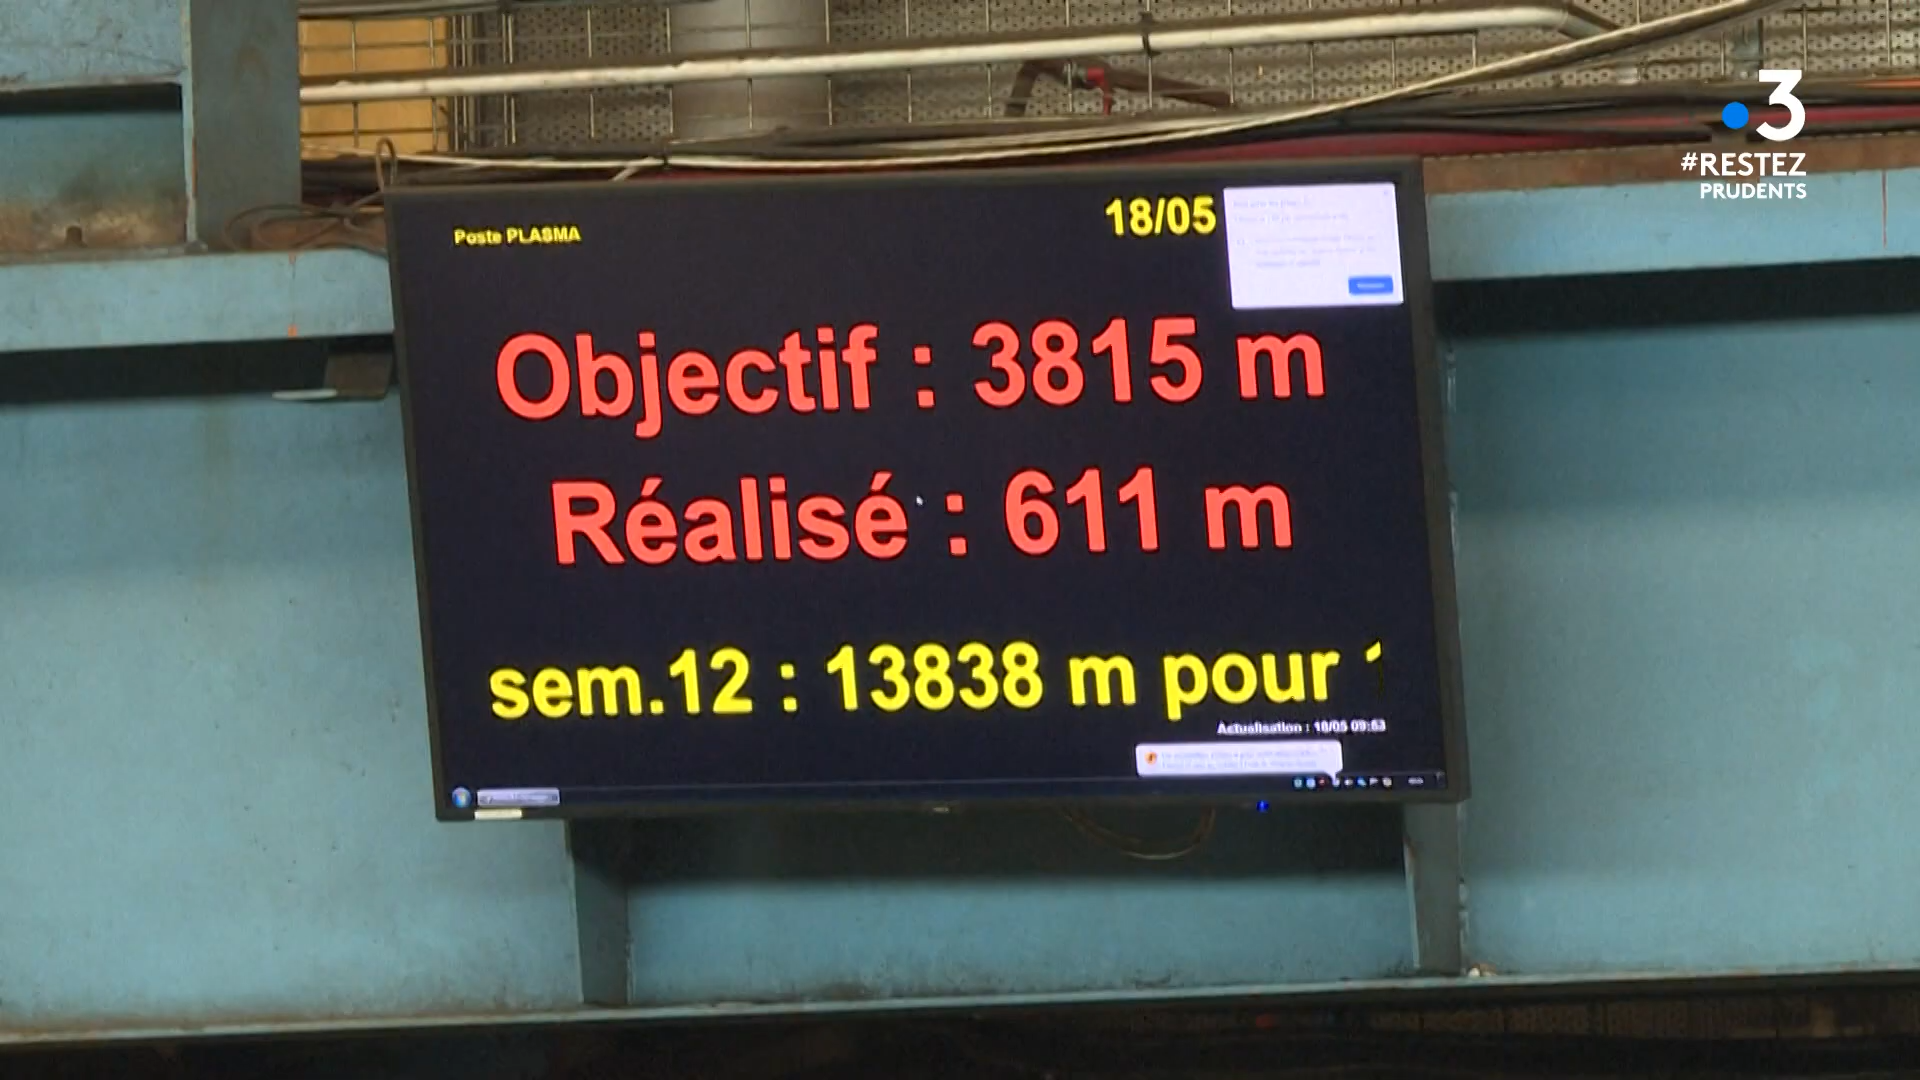 3
#RESTEZ
PRUDENTS
Poste PLASMA
18/05
Objectif : 3815 m
Réalisé : 611 m
sem.12 : 13838 m pour 1
Actualisation : 18/05 09:53